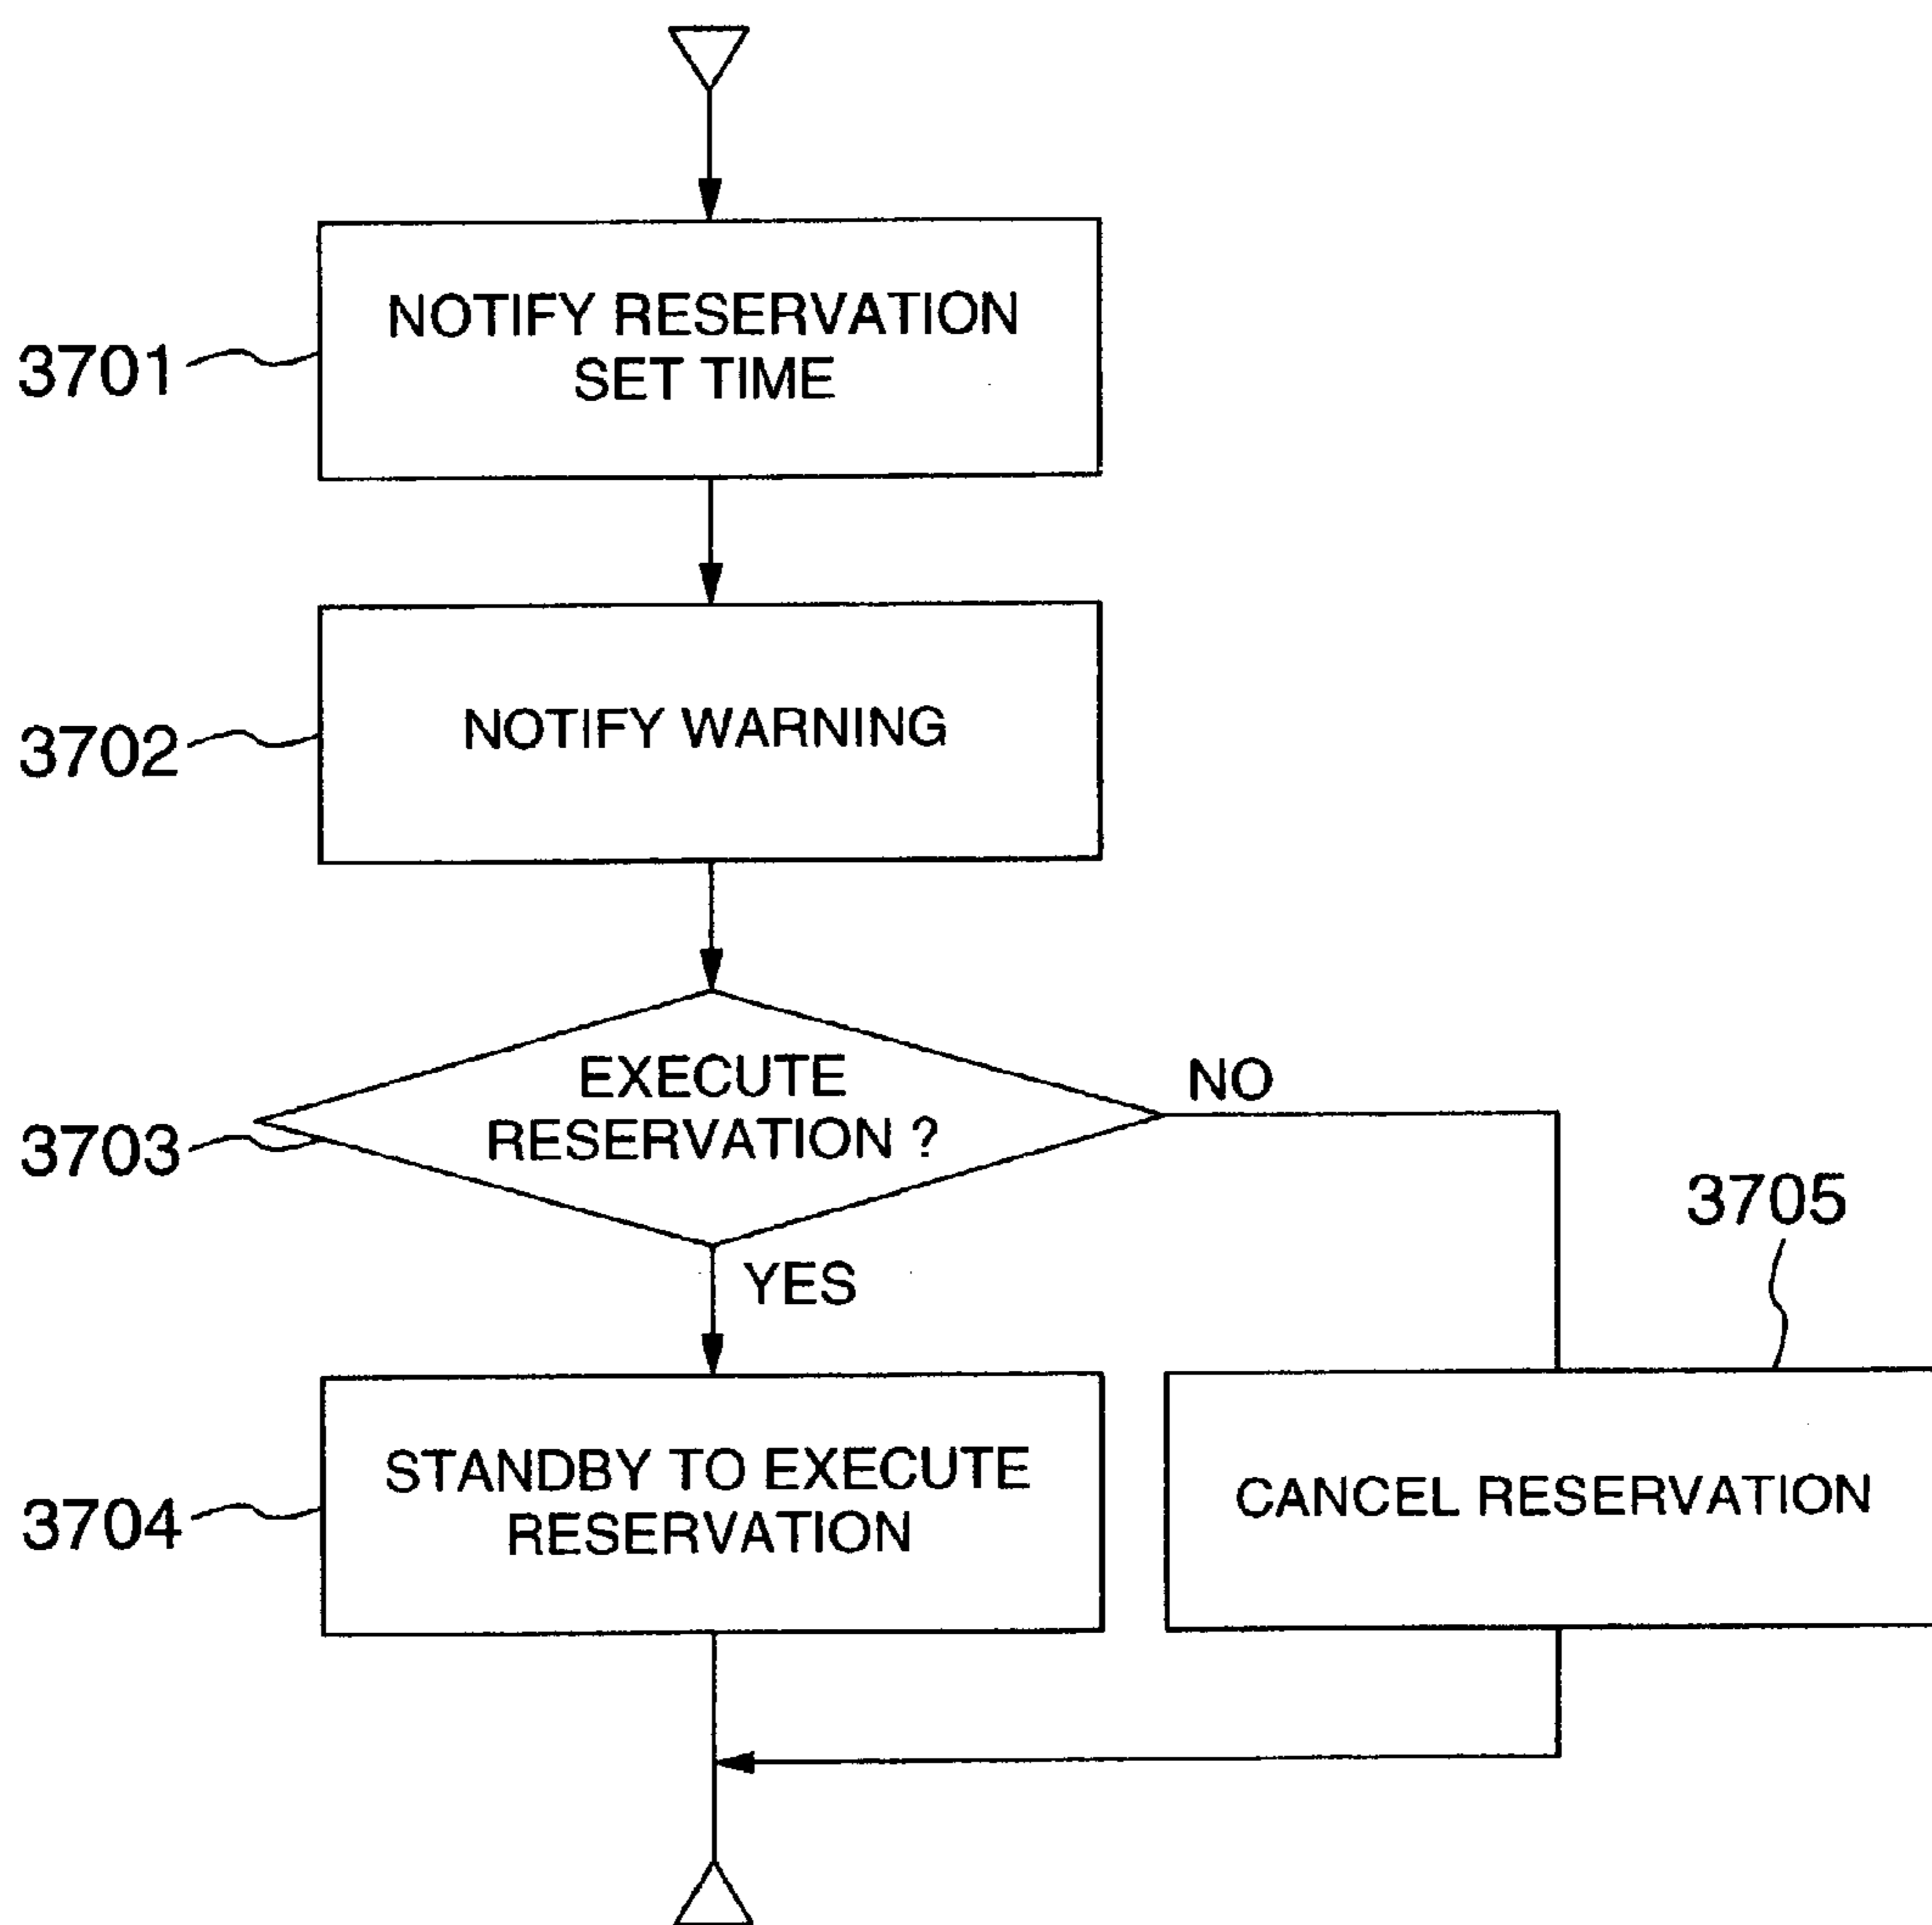 NOTIFY RESERVATION
SET TIME
3701
NOTIFY WARNING
3702
EXECUTE
RESERVATION ?
NO
3703
YES
3705
STANDBY TO EXECUTE
RESERVATION
3704
CANCEL RESERVATION